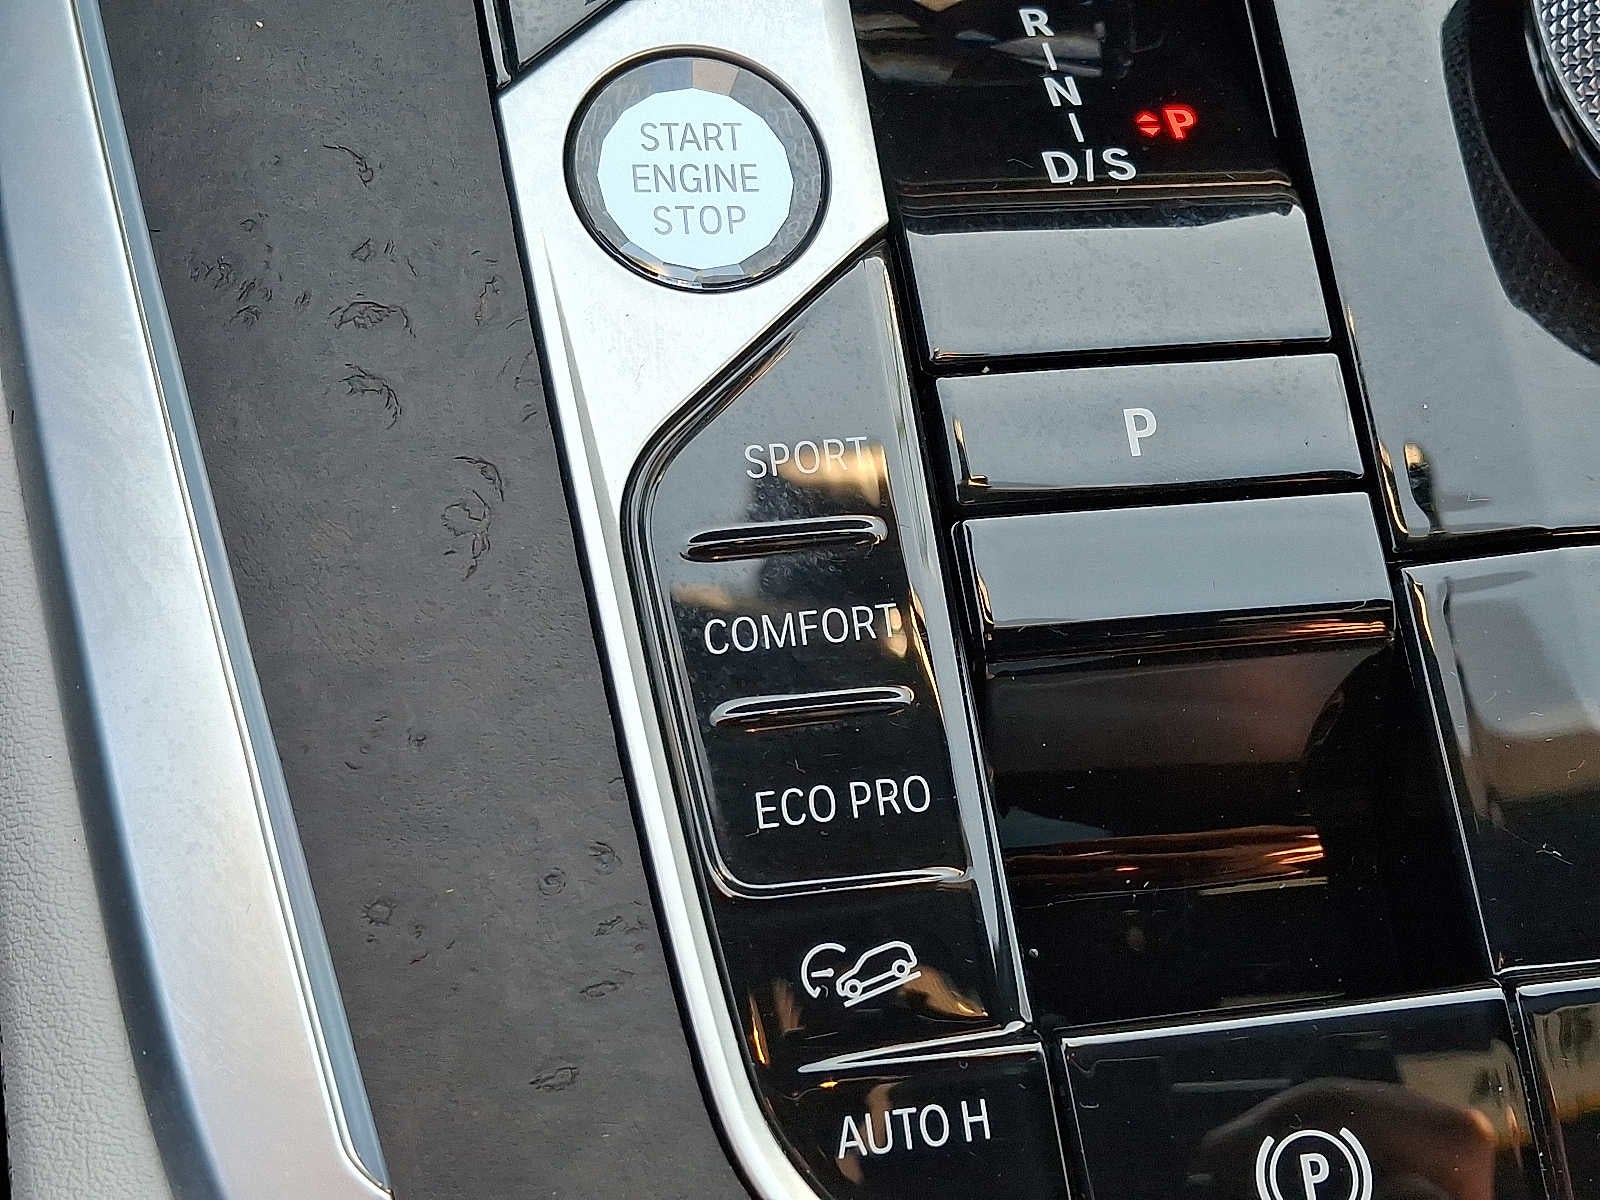 START
ENGINE
STOP
R
N
D/S
P
P
SPORT
COMFORT
ECO PRO
AUTO H
P